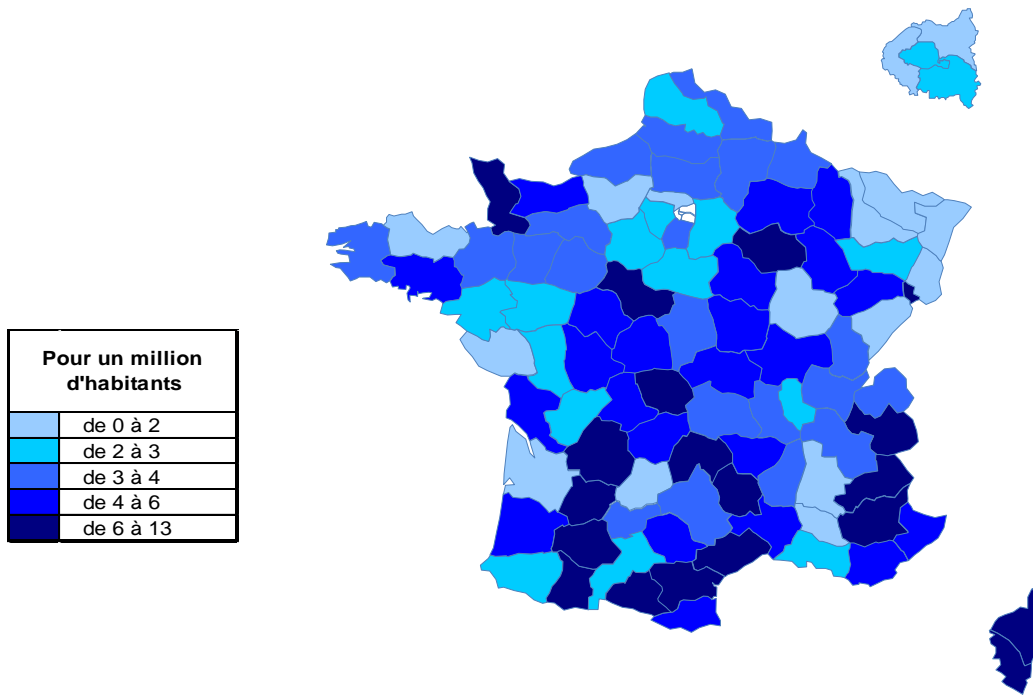 Pour un million
d'habitants
de 0 à 2
de 2 à 3
de 3 à 4
de 4 à 6
de 6 à 13